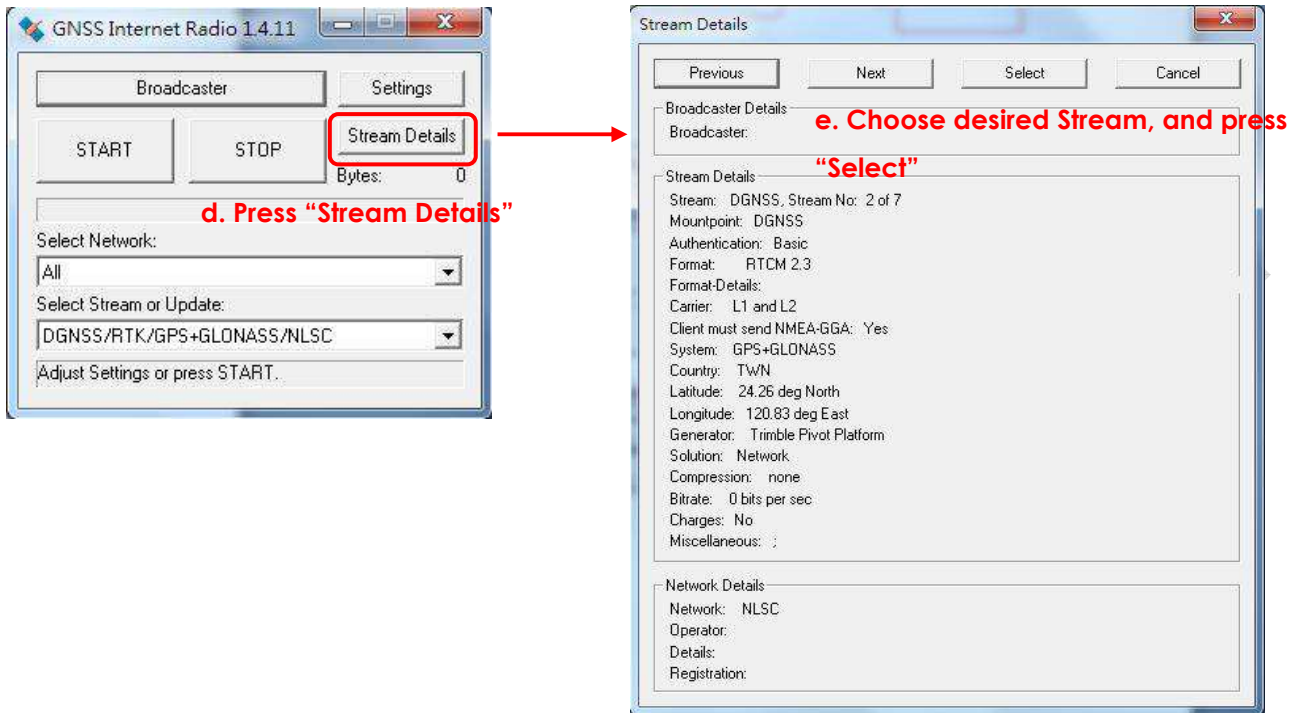 GNSS Internet Radio 1.4.11
Broadcaster
Settings
START
STOP
Stream Details
Bytes: 0
d. Press “Stream Details”
Select Network:
All
Select Stream or Update:
DGNSS/RTK/GPS+GLONASS/NLSC
Adjust Settings or press START.
Stream Details
Previous
Next
Select
Cancel
Broadcaster Details
Broadcaster:
e. Choose desired Stream, and press
“Select”
Stream Details
Stream: DGNSS, Stream No: 2 of 7
Mountpoint: DGNSS
Authentication: Basic
Format: RTCM 2.3
Format-Details:
Carrier: L1 and L2
Client must send NMEA-GGA: Yes
System: GPS+GLONASS
Country: TWN
Latitude: 24.26 deg North
Longitude: 120.83 deg East
Generator: Trimble Pivot Platform
Solution: Network
Compression: none
Bitrate: 0 bits per sec
Charges: No
Miscellaneous: ;
Network Details
Network: NLSC
Operator:
Details:
Registration: